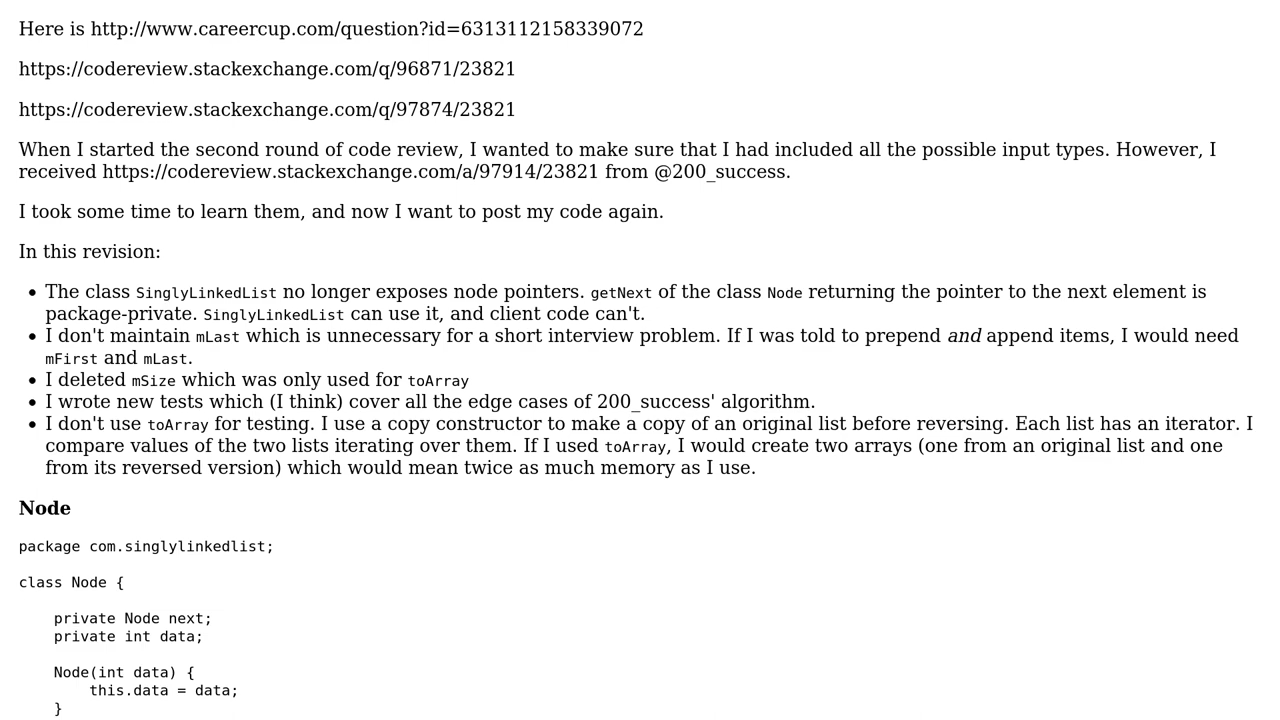 Here is http://www.careercup.com/question?id=6313112158339072
https://codereview.stackexchange.com/q/96871/23821
https://codereview.stackexchange.com/q/97874/23821
When I started the second round of code review, I wanted to make sure that I had included all the possible input types. However, I
received https://codereview.stackexchange.com/a/97914/23821 from @200_success.
I took some time to learn them, and now I want to post my code again.
In this revision:
• The class SinglyLinkedList no longer exposes node pointers. getNext of the class Node returning the pointer to the next element is
package-private. SinglyLinkedList can use it, and client code can't.
• I don't maintain mLast which is unnecessary for a short interview problem. If I was told to prepend and append items, I would need
mFirst and mLast.
• I deleted mSize which was only used for toArray
• I wrote new tests which (I think) cover all the edge cases of 200_success' algorithm.
• I don't use toArray for testing. I use a copy constructor to make a copy of an original list before reversing. Each list has an iterator. I
compare values of the two lists iterating over them. If I used toArray, I would create two arrays (one from an original list and one
from its reversed version) which would mean twice as much memory as I use.
Node
package com.singlylinkedlist;
class Node {
    private Node next;
    private int data;
    Node(int data) {
        this.data = data;
    }